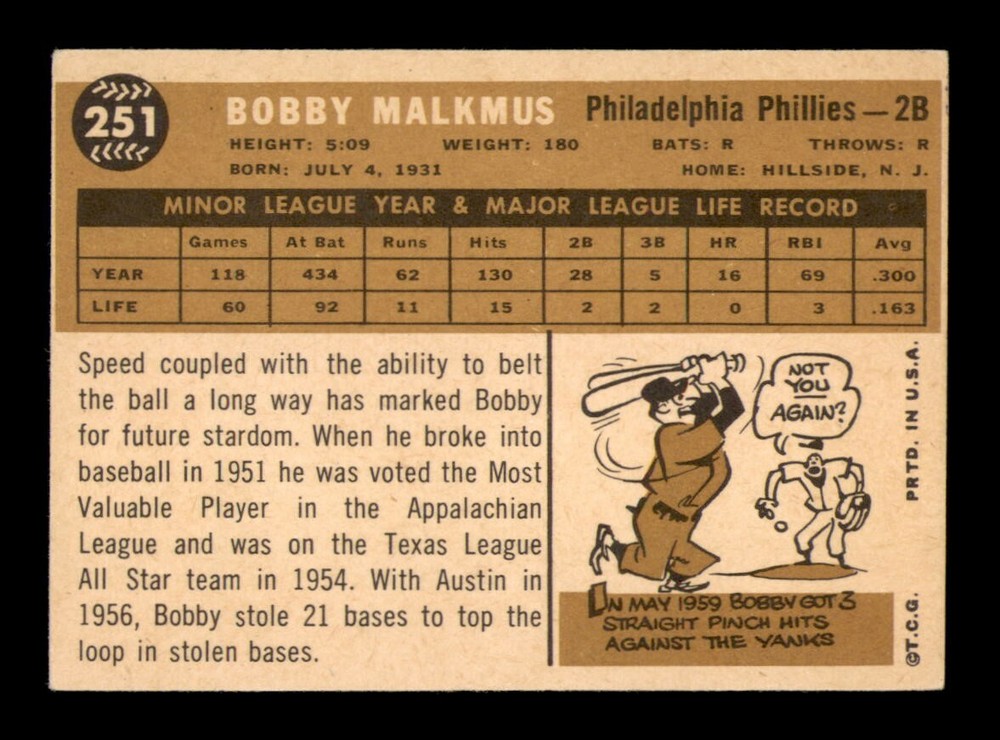 251
BOBBY MALKMUS Philadelphia Phillies — 2B
HEIGHT: 5:09 WEIGHT: 180 BATS: R THROWS: R
BORN: JULY 4, 1931 HOME: HILLSIDE, N. J.
MINOR LEAGUE YEAR & MAJOR LEAGUE LIFE RECORD
Games At Bat Runs Hits 2B 3B HR RBI Avg
YEAR 118 434 62 130 28 5 16 69 .300
LIFE 60 92 11 15 2 2 0 3 .163
Speed coupled with the ability to belt
the ball a long way has marked Bobby
for future stardom. When he broke into
baseball in 1951 he was voted the Most
Valuable Player in the Appalachian
League and was on the Texas League
All Star team in 1954. With Austin in
1956, Bobby stole 21 bases to top the
loop in stolen bases.
NOT
YOU
AGAIN?
ON MAY 1959 BOBBY GOT 3
STRAIGHT PINCH HITS
AGAINST THE YANKS
PRTD. IN U.S.A.
©T.C.G.